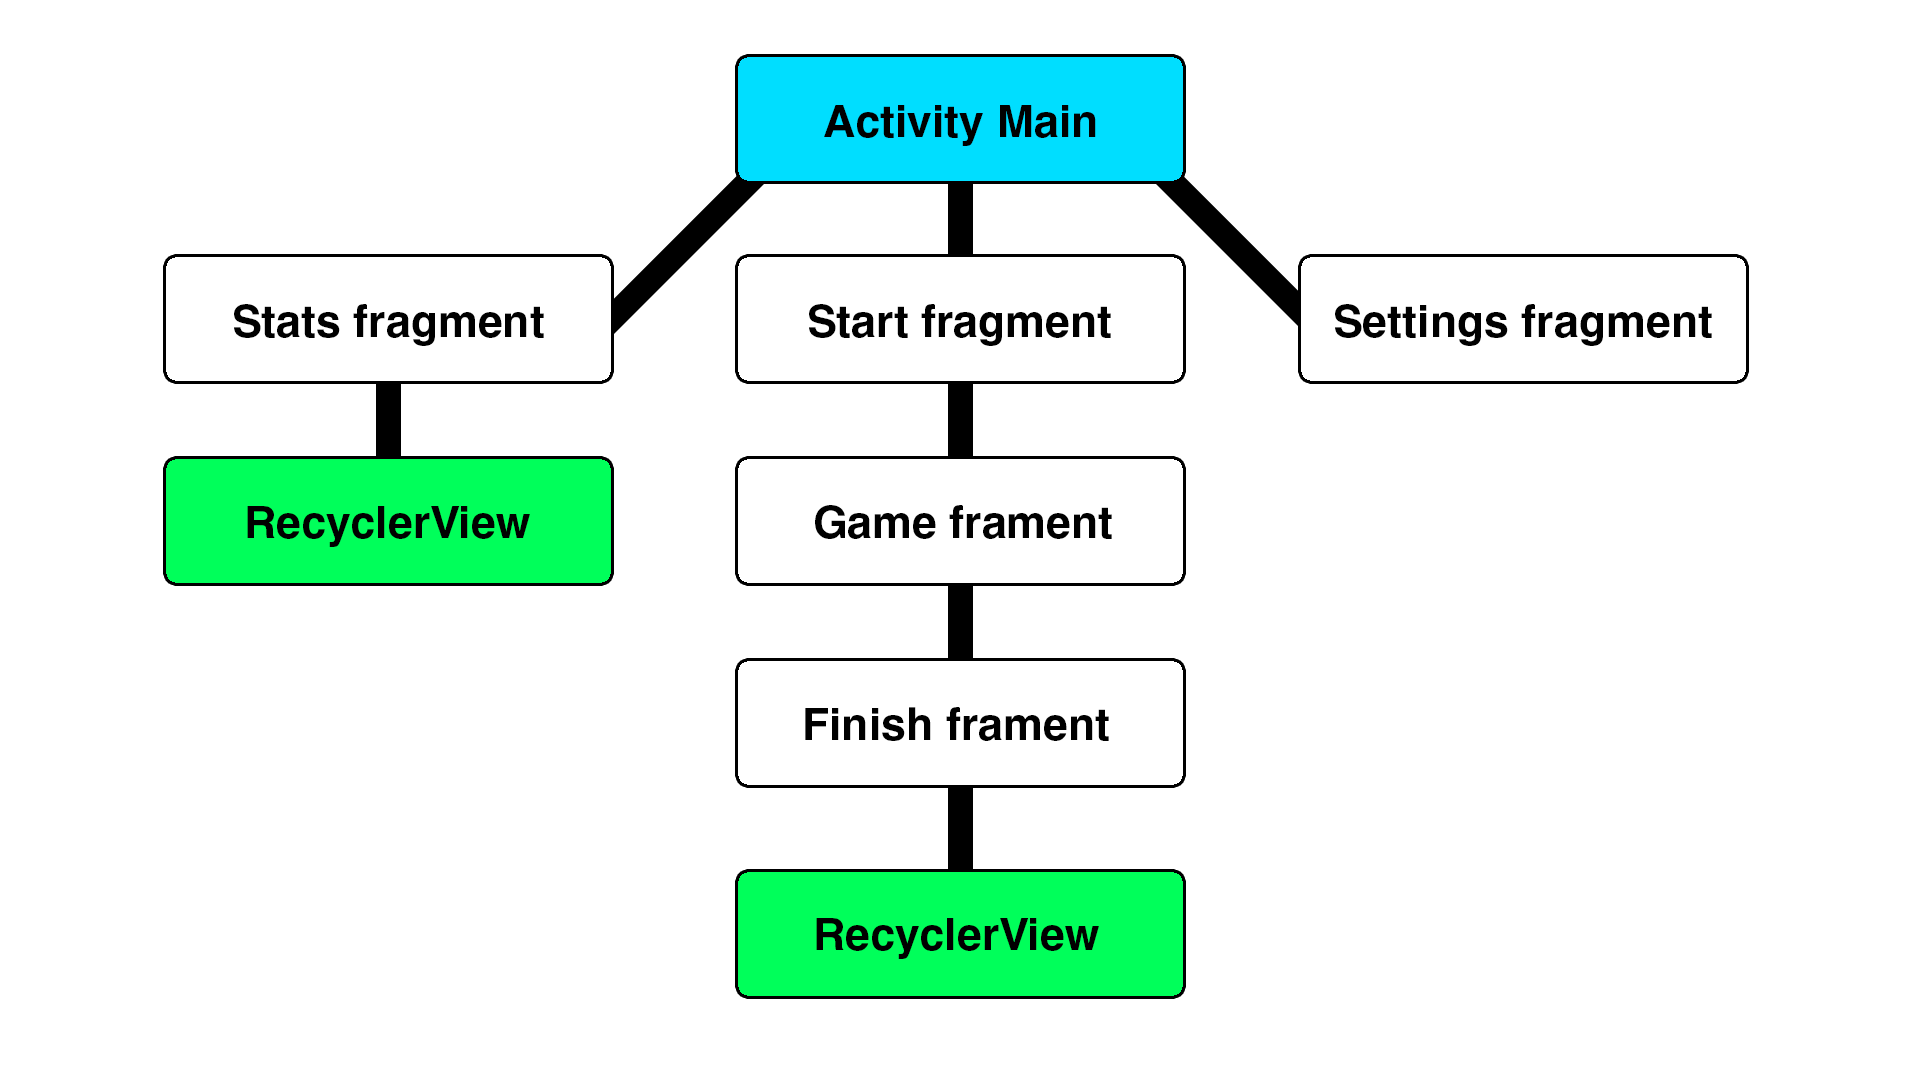 Activity Main
Stats fragment
Start fragment
Settings fragment
RecyclerView
Game frament
Finish frament
RecyclerView